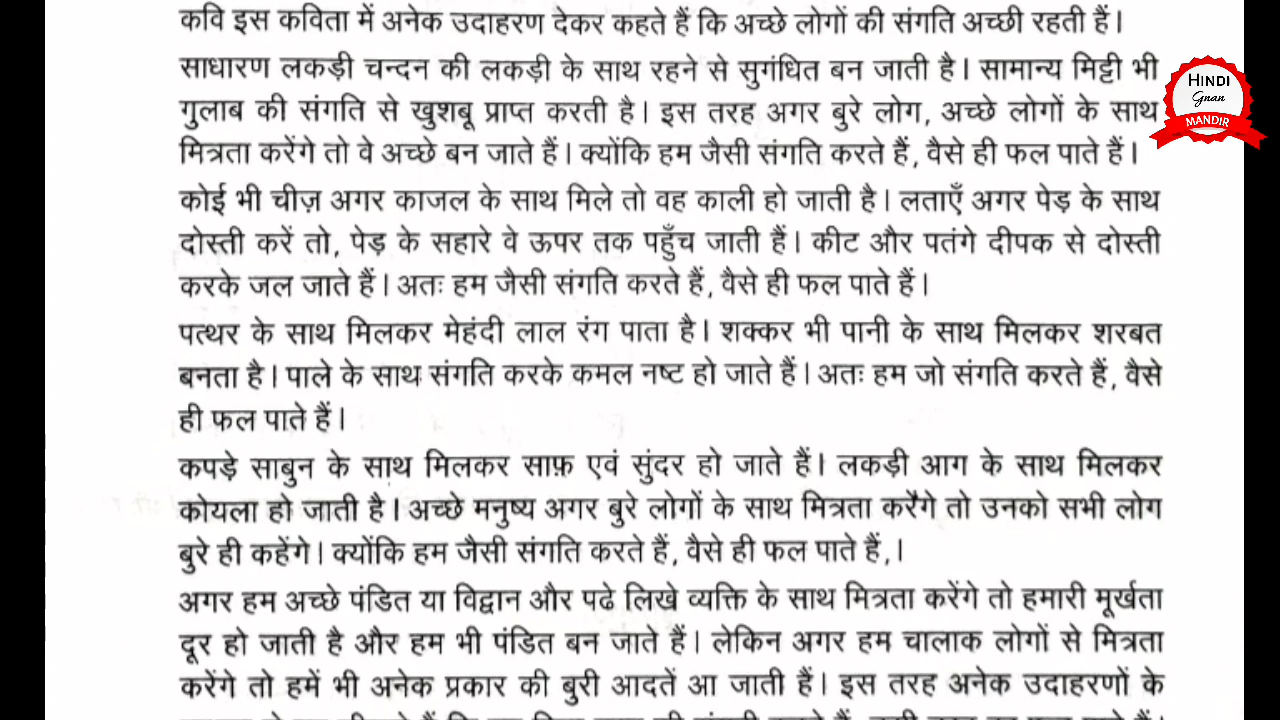 कवि इस कविता में अनेक उदाहरण देकर कहते हैं कि अच्छे लोगों की संगति अच्छी रहती हैं।
साधारण लकड़ी चन्दन की लकड़ी के साथ रहने से सुगंधित बन जाती है। सामान्य मिट्टी भी
गुलाब की संगति से खुशबू प्राप्त करती है। इस तरह अगर बुरे लोग, अच्छे लोगों के साथ
मित्रता करेंगे तो वे अच्छे बन जाते हैं। क्योंकि हम जैसी संगति करते हैं, वैसे ही फल पाते हैं।
कोई भी चीज़ अगर काजल के साथ मिले तो वह काली हो जाती है। लताएँ अगर पेड़ के साथ
दोस्ती करें तो, पेड़ के सहारे वे ऊपर तक पहुँच जाती हैं। कीट और पतंगे दीपक से दोस्ती
करके जल जाते हैं। अतः हम जैसी संगति करते हैं, वैसे ही फल पाते हैं।
पत्थर के साथ मिलकर मेहंदी लाल रंग पाता है। शक्कर भी पानी के साथ मिलकर शरबत
बनता है। पाले के साथ संगति करके कमल नष्ट हो जाते हैं। अतः हम जो संगति करते हैं, वैसे
ही फल पाते हैं।
कपड़े साबुन के साथ मिलकर साफ़ एवं सुंदर हो जाते हैं। लकड़ी आग के साथ मिलकर
कोयला हो जाती है। अच्छे मनुष्य अगर बुरे लोगों के साथ मित्रता करेंगे तो उनको सभी लोग
बुरे ही कहेंगे। क्योंकि हम जैसी संगति करते हैं, वैसे ही फल पाते हैं,।
अगर हम अच्छे पंडित या विद्वान और पढे लिखे व्यक्ति के साथ मित्रता करेंगे तो हमारी मूर्खता
दूर हो जाती है और हम भी पंडित बन जाते हैं। लेकिन अगर हम चालाक लोगों से मित्रता
करेंगे तो हमें भी अनेक प्रकार की बुरी आदतें आ जाती हैं। इस तरह अनेक उदाहरणों के
HINDI
Gnan
MANDIR